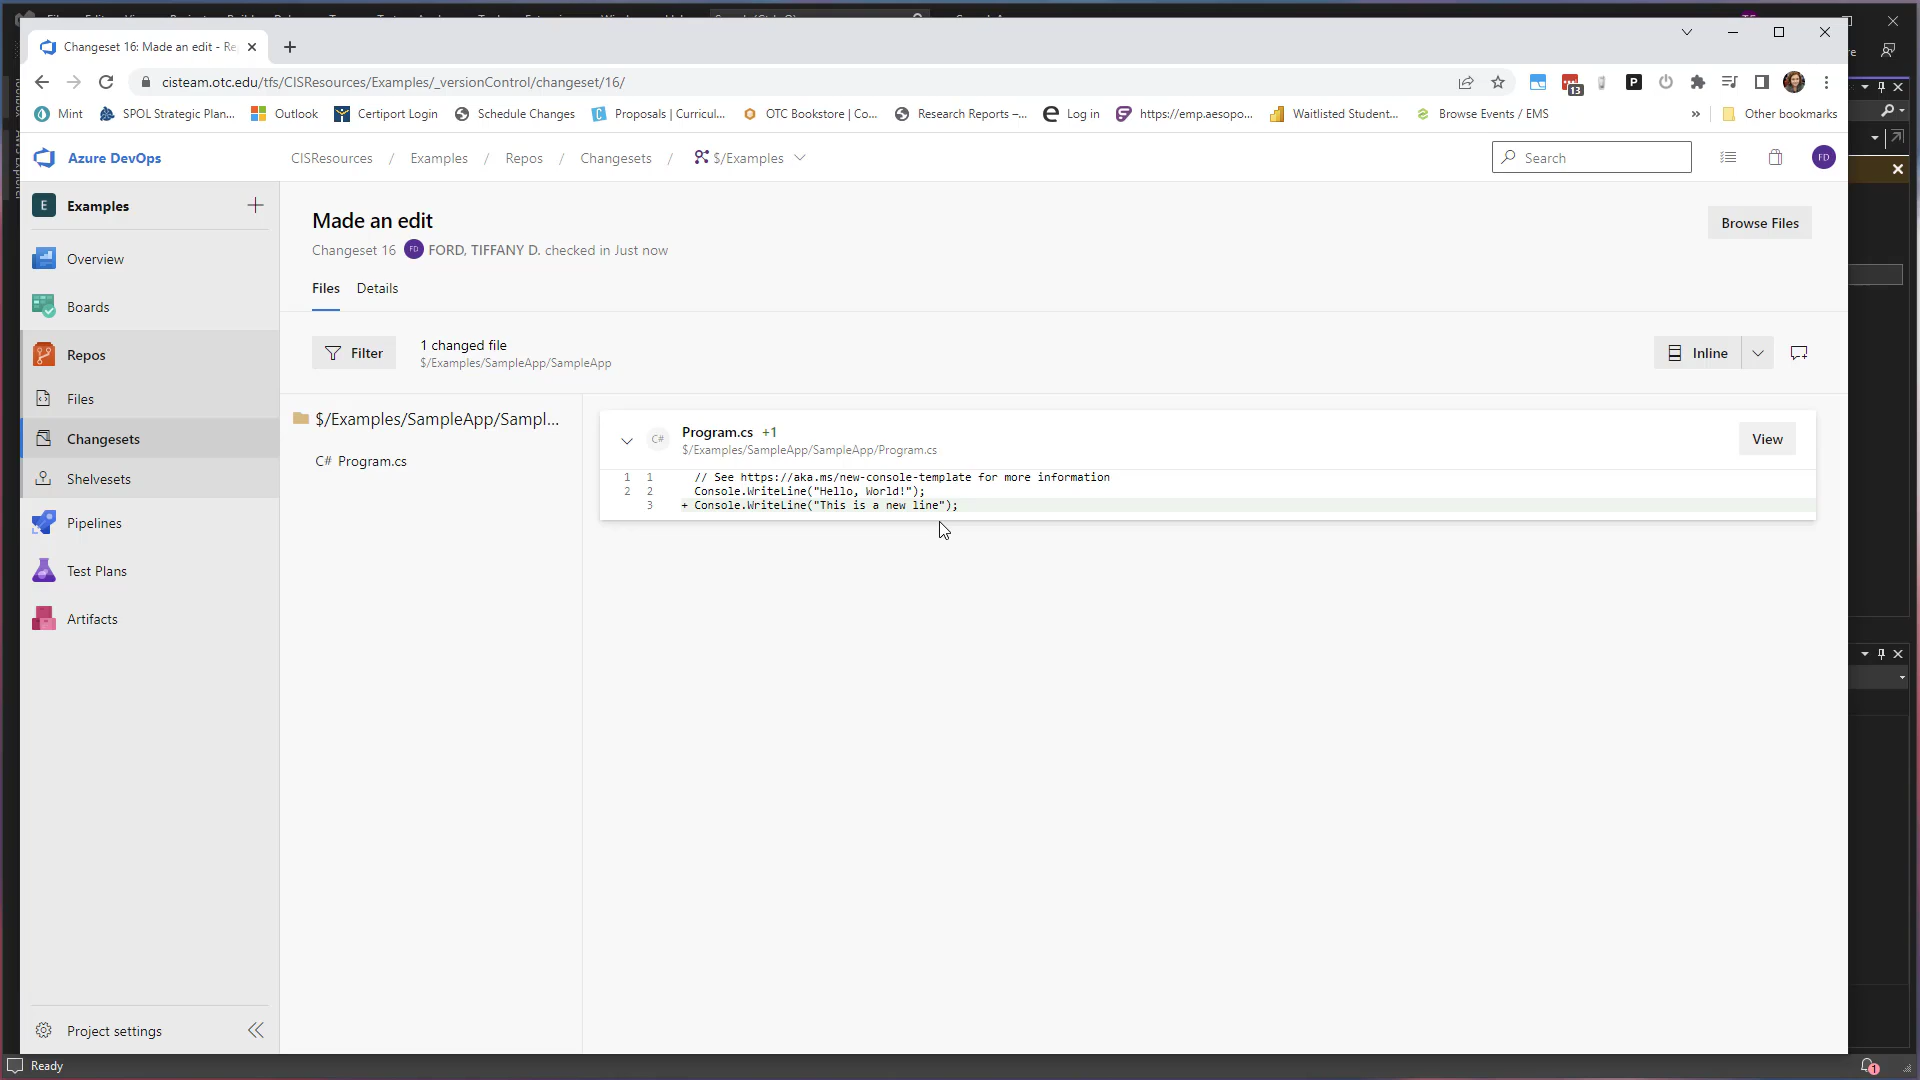 Changeset 16: Made an edit - Re
cisteam.otc.edu/tfs/CISResources/Examples/_versionControl/changeset/16/
13
P
Mint
SPOL Strategic Plan...
Outlook
Certiport Login
Schedule Changes
Proposals | Curricul...
OTC Bookstore | Co...
Research Reports –...
Log in
https://emp.aesopo...
Waitlisted Student...
Browse Events / EMS
»
Other bookmarks
Azure DevOps
CISResources / Examples / Repos / Changesets / $/Examples
Search
FD
E
Examples
Overview
Boards
Repos
Files
Changesets
Shelvesets
Pipelines
Test Plans
Artifacts
Project settings
Made an edit
Browse Files
Changeset 16 FD FORD, TIFFANY D. checked in Just now
Files
Details
Filter
1 changed file
$/Examples/SampleApp/SampleApp
Inline
$/Examples/SampleApp/Sampl...
C# Program.cs
C#
Program.cs +1
$/Examples/SampleApp/SampleApp/Program.cs
View
1 1 // See https://aka.ms/new-console-template for more information
2 2 Console.WriteLine("Hello, World!");
3 + Console.WriteLine("This is a new line");
Ready
1